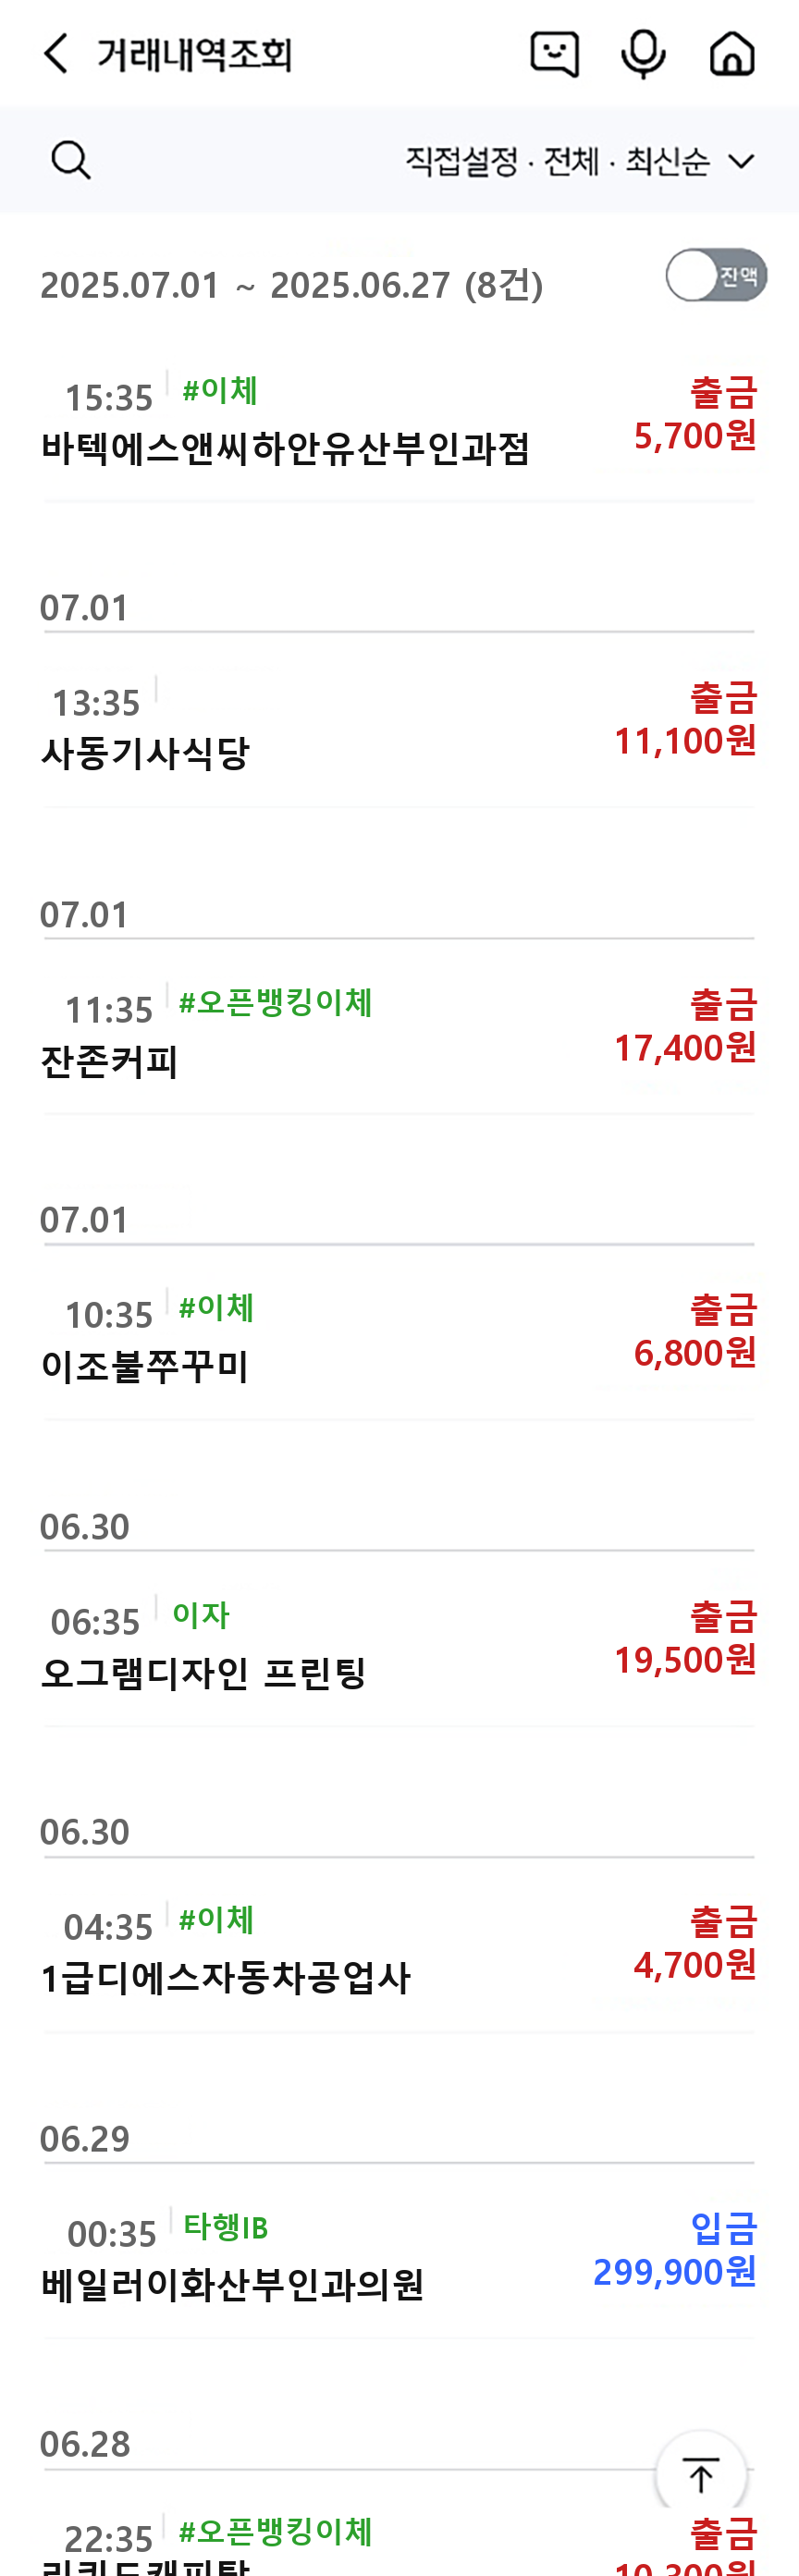 거래내역조회
직접설정 · 전체 · 최신순
2025.07.01 ~ 2025.06.27 (8건)
잔액
15:35 #이체
출금
바텍에스앤씨하안유산부인과점
5,700원
07.01
13:35
출금
사동기사식당
11,100원
07.01
11:35 #오픈뱅킹이체
출금
잔존커피
17,400원
07.01
10:35 #이체
출금
이조불쭈꾸미
6,800원
06.30
06:35 이자
출금
오그램디자인 프린팅
19,500원
06.30
04:35 #이체
출금
1급디에스자동차공업사
4,700원
06.29
00:35 타행IB
입금
베일러이화산부인과의원
299,900원
06.28
22:35 #오픈뱅킹이체
출금
10,300원